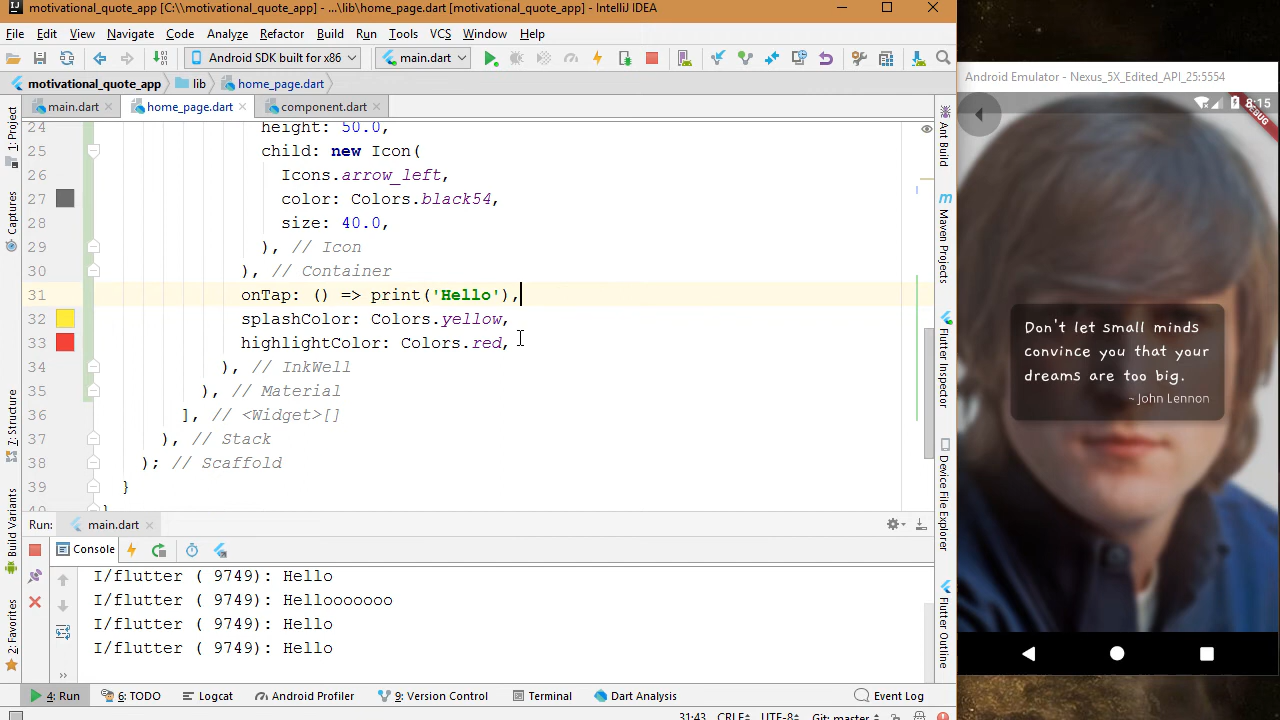 motivational_quote_app [C:\\motivational_quote_app] - ...\lib\home_page.dart [motivational_quote_app] - IntelliJ IDEA
File Edit View Navigate Code Analyze Refactor Build Run Tools VCS Window Help
Android SDK built for x86 main.dart
motivational_quote_app lib home_page.dart
main.dart home_page.dart component.dart
24 height: 50.0,
25 child: new Icon(
26 Icons.arrow_left,
27 color: Colors.black54,
28 size: 40.0,
29 ), // Icon
30 ), // Container
31 onTap: () => print('Hello'),
32 splashColor: Colors.yellow,
33 highlightColor: Colors.red,
34 ), // InkWell
35 ), // Material
36 ], // <Widget>[]
37 ), // Stack
38 ); // Scaffold
39 }
40 }
Run: main.dart
Console
I/flutter ( 9749): Hello
I/flutter ( 9749): Hellooooooo
I/flutter ( 9749): Hello
I/flutter ( 9749): Hello
4: Run 6: TODO Logcat Android Profiler 9: Version Control Terminal Dart Analysis Event Log
31:43 CRLF UTF-8 Git: master
1: Project
Captures
7: Structure
Build Variants
2: Favorites
Ant Build
Maven Projects
Flutter Inspector
Device File Explorer
Flutter Outline
Android Emulator - Nexus_5X_Edited_API_25:5554
8:15
DEBUG
Don't let small minds
convince you that your
dreams are too big.
~ John Lennon